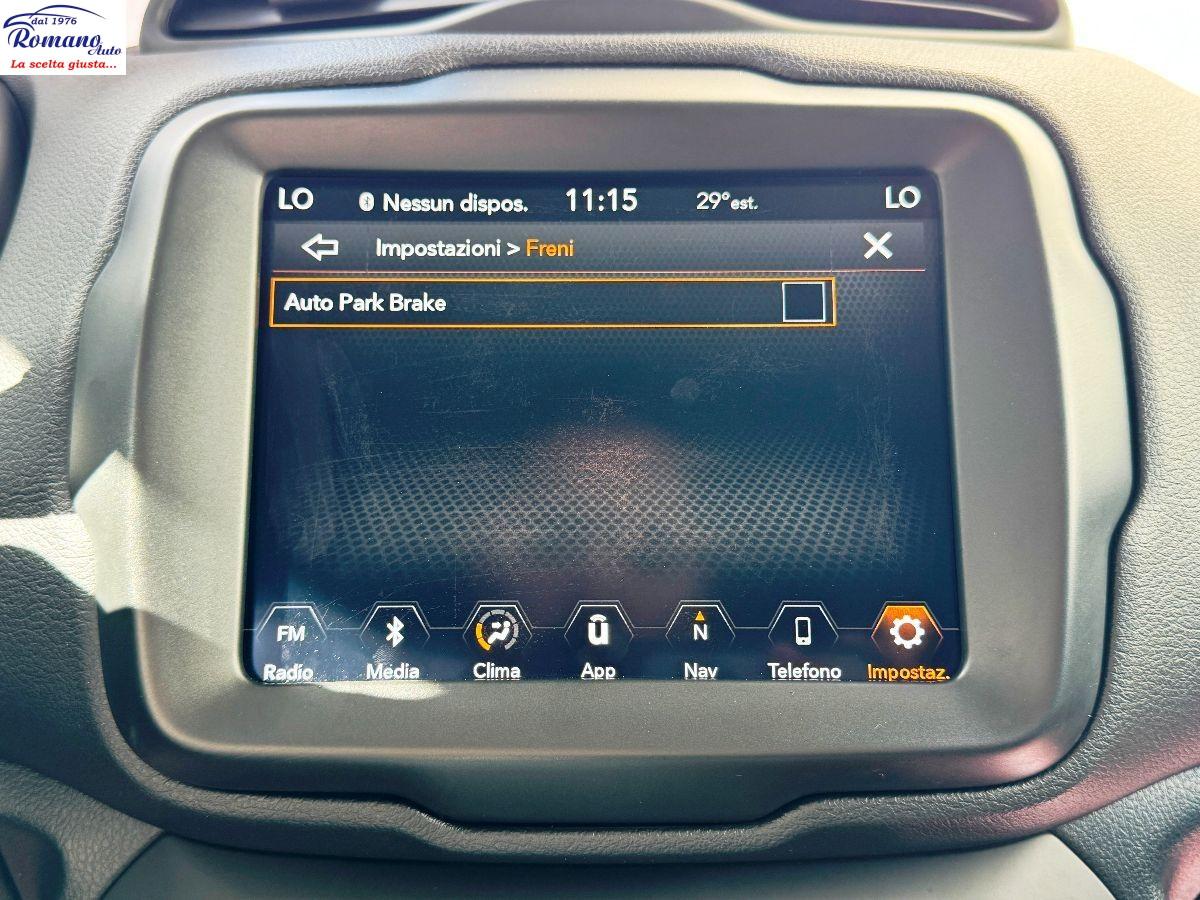 dal 1976
Romano Auto
La scelta giusta...
LO Nessun dispos. 11:15 29° est. LO
Impostazioni > Freni
Auto Park Brake
FM N
Radio Media Clima App Nav Telefono Impostaz.